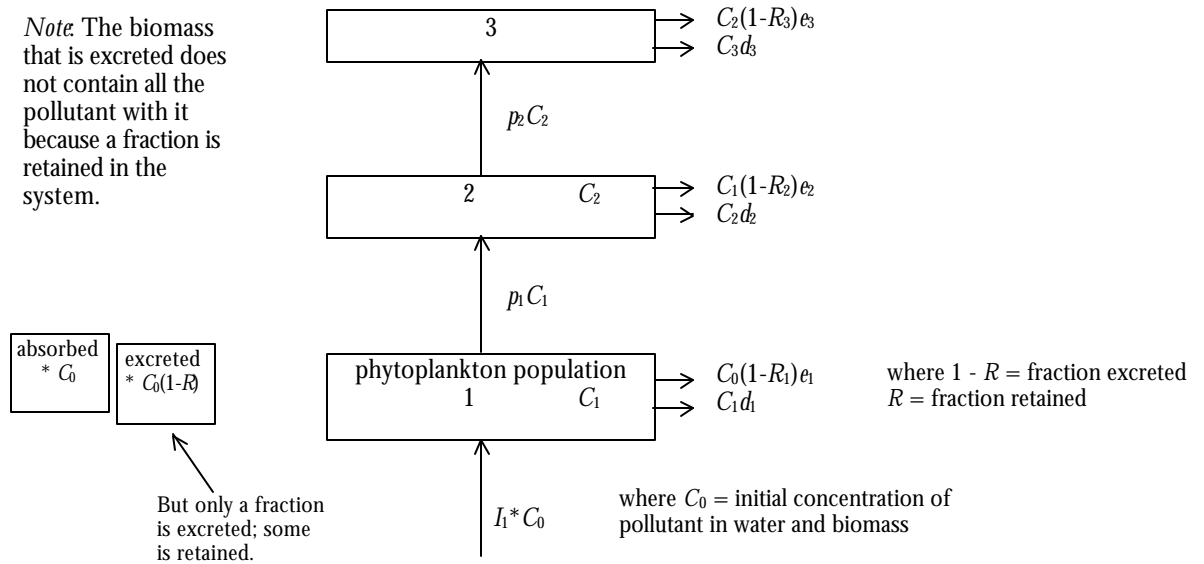 Note: The biomass
that is excreted does
not contain all the
pollutant with it
because a fraction is
retained in the
system.
3
C₂(1-R₃)e₃
C₃d₃
p₂C₂
2 C₂
C₁(1-R₂)e₂
C₂d₂
p₁C₁
absorbed
* C₀
excreted
* C₀(1-R)
phytoplankton population
1 C₁
C₀(1-R₁)e₁
C₁d₁
where 1 - R = fraction excreted
R = fraction retained
But only a fraction
is excreted; some
is retained.
I₁* C₀
where C₀ = initial concentration of
pollutant in water and biomass